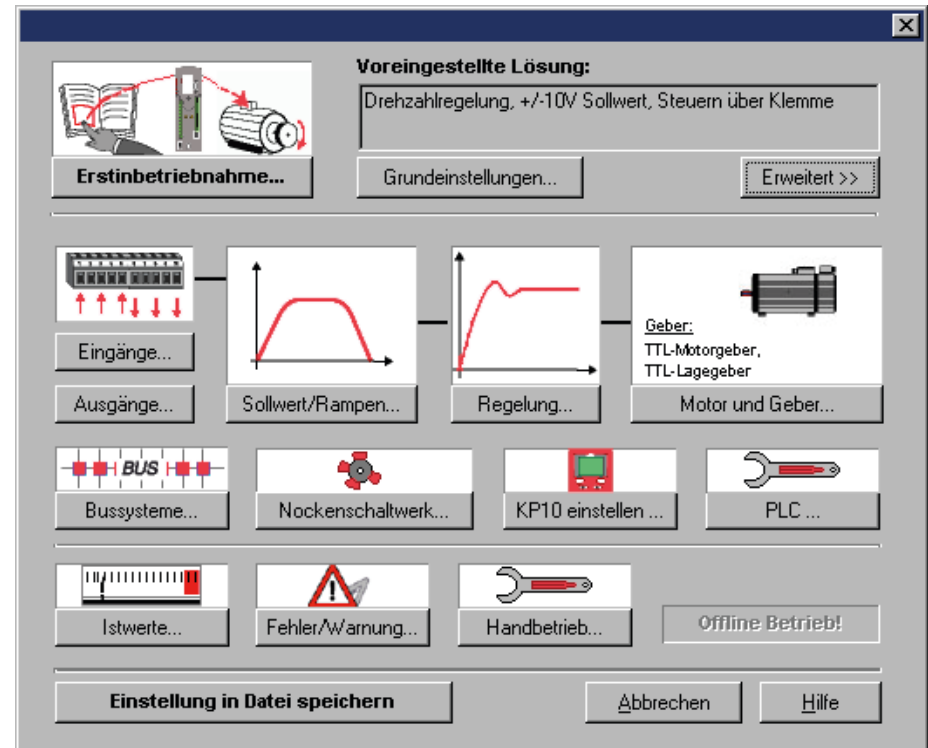 Voreingestellte Lösung:
Drehzahlregelung, +/-10V Sollwert, Steuern über Klemme
Erstinbetriebnahme...
Grundeinstellungen...
Erweitert >>
Geber:
TTL-Motorgeber,
TTL-Lagegeber
Eingänge...
Ausgänge...
Sollwert/Rampen...
Regelung...
Motor und Geber...
BUS
Bussysteme...
Nockenschaltwerk...
KP10 einstellen ...
PLC ...
Istwerte...
Fehler/Warnung...
Handbetrieb...
Offline Betrieb!
Einstellung in Datei speichern
Abbrechen
Hilfe